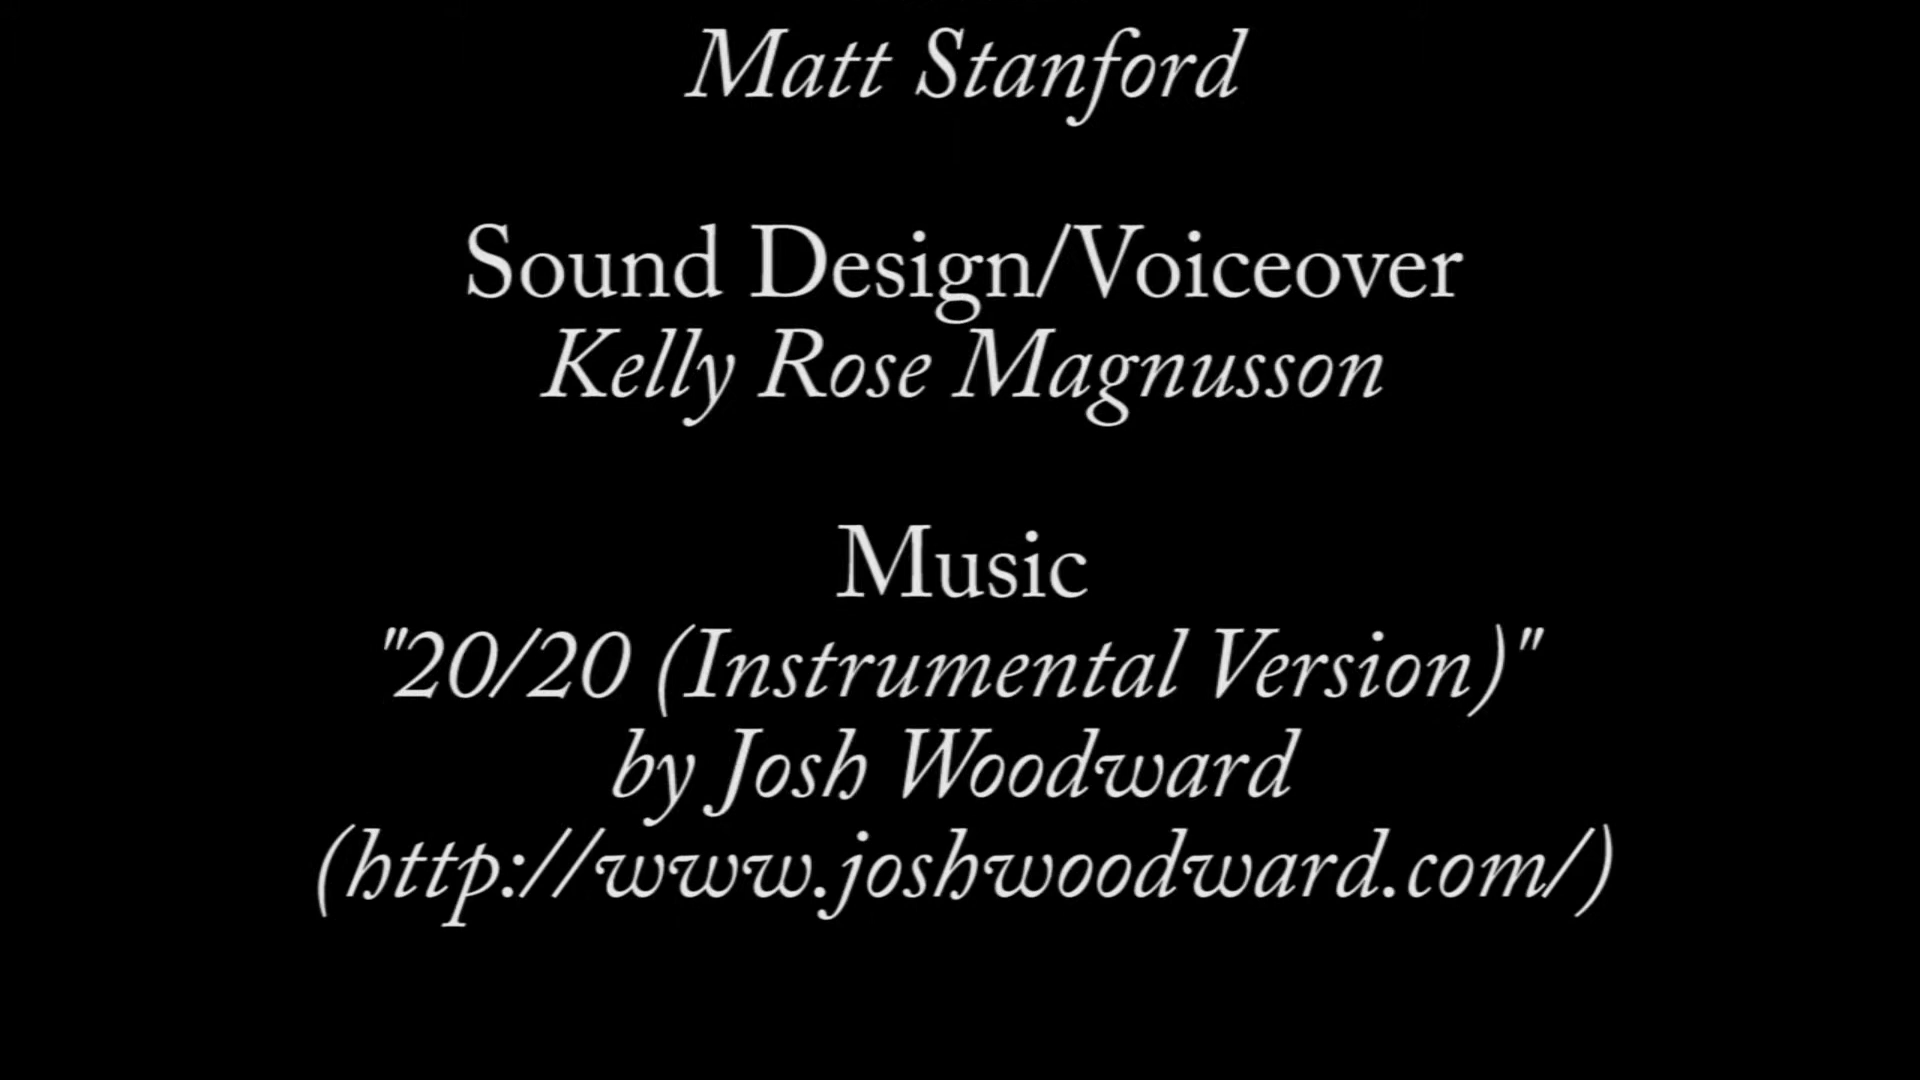 Matt Stanford
Sound Design/Voiceover
Kelly Rose Magnusson
Music
"20/20 (Instrumental Version)"
by Josh Woodward
(http://www.joshwoodward.com/)